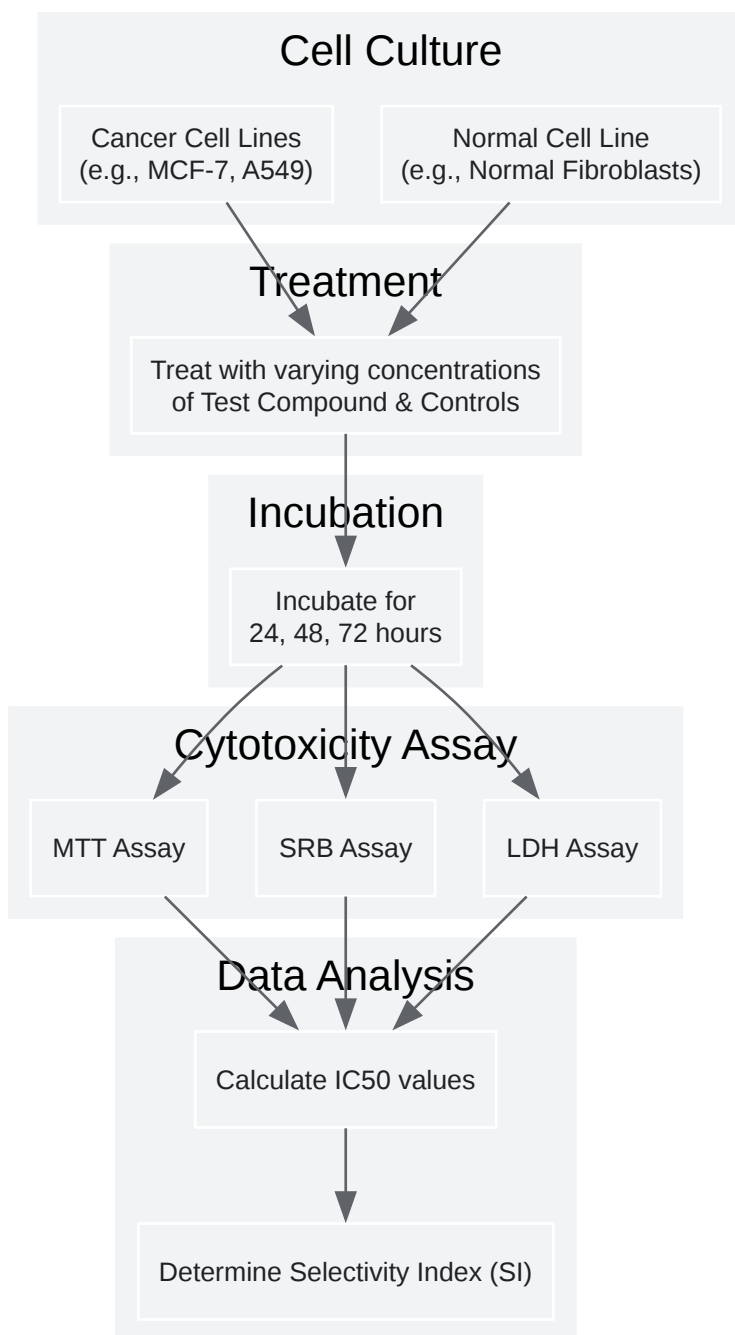 Cell Culture
Cancer Cell Lines
(e.g., MCF-7, A549)
Normal Cell Line
(e.g., Normal Fibroblasts)
Treatment
Treat with varying concentrations
of Test Compound & Controls
Incubation
Incubate for
24, 48, 72 hours
Cytotoxicity Assay
MTT Assay
SRB Assay
LDH Assay
Data Analysis
Calculate IC50 values
Determine Selectivity Index (SI)